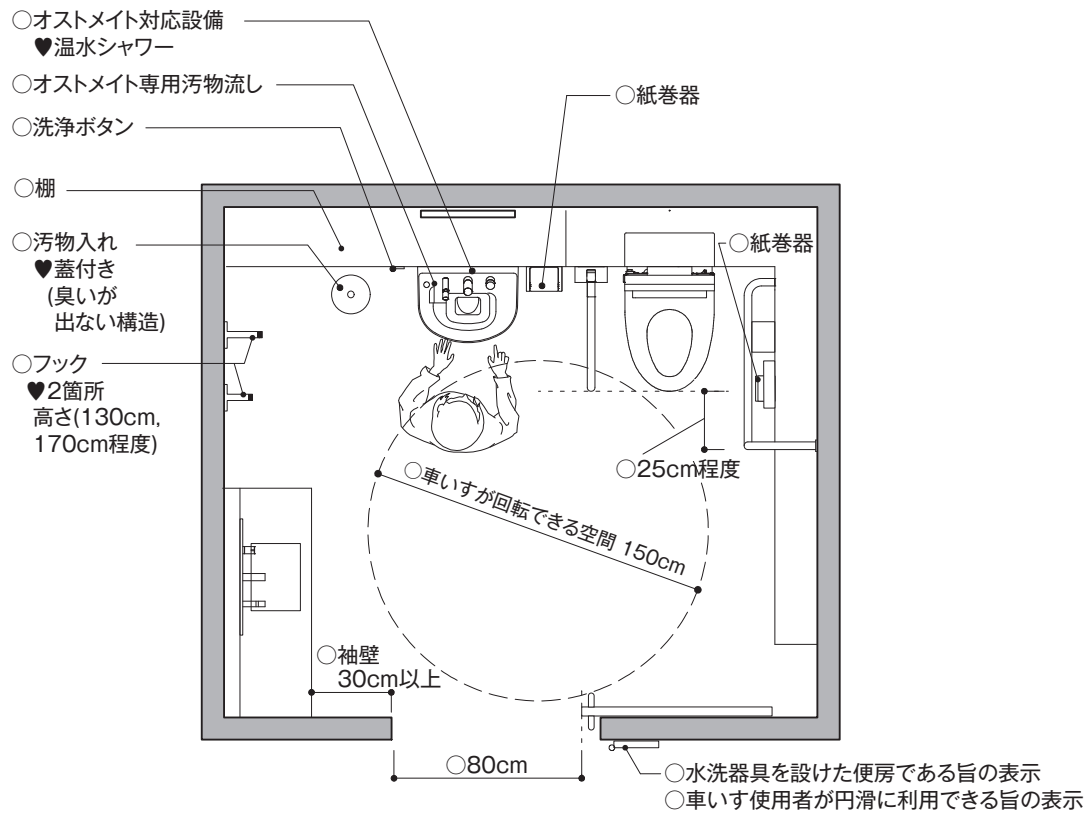 ○オストメイト対応設備
♥温水シャワー
○オストメイト専用汚物流し
○紙巻器
○洗浄ボタン
○棚
○汚物入れ
♥蓋付き
(臭いが
出ない構造)
○紙巻器
○フック
♥2箇所
高さ(130cm,
170cm程度)
○25cm程度
○車いすが回転できる空間 150cm
○袖壁
30cm以上
○80cm
○水洗器具を設けた便房である旨の表示
○車いす使用者が円滑に利用できる旨の表示